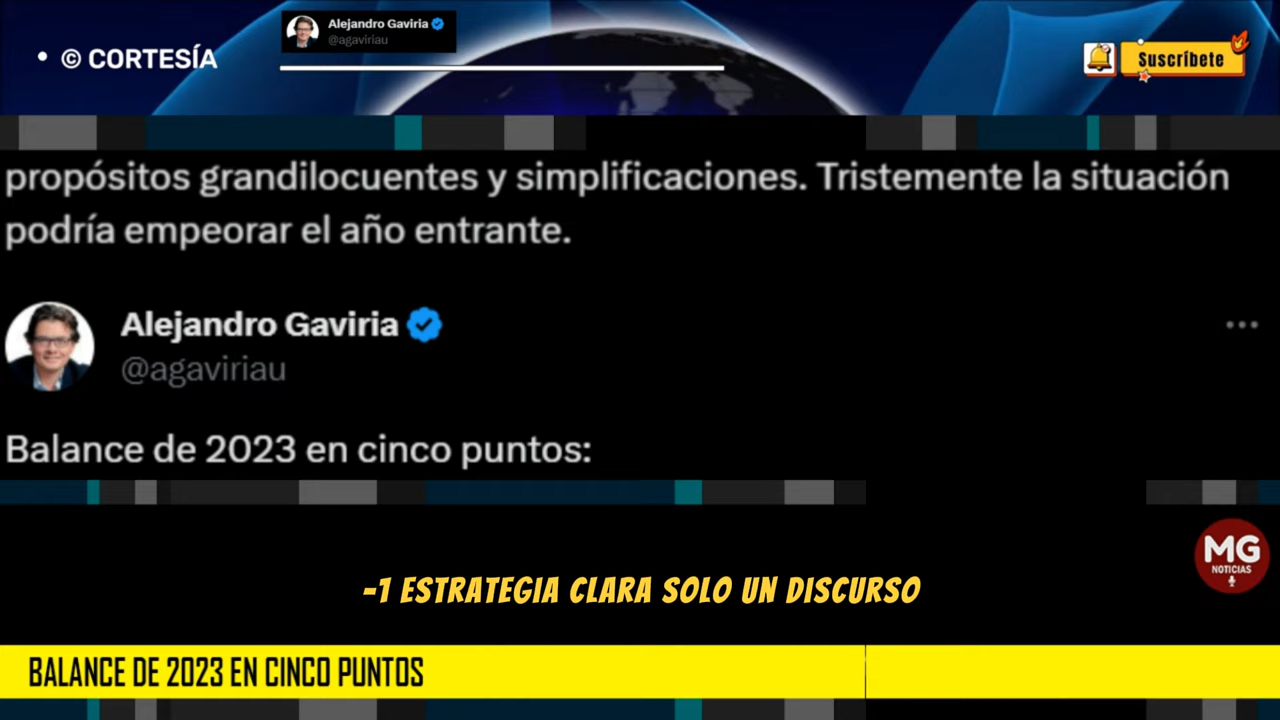 Alejandro Gaviria
@agaviriau
• © CORTESÍA
Suscríbete
propósitos grandilocuentes y simplificaciones. Tristemente la situación
podría empeorar el año entrante.
Alejandro Gaviria
@agaviriau
Balance de 2023 en cinco puntos:
MG
NOTICIAS
-1 ESTRATEGIA CLARA SOLO UN DISCURSO
BALANCE DE 2023 EN CINCO PUNTOS